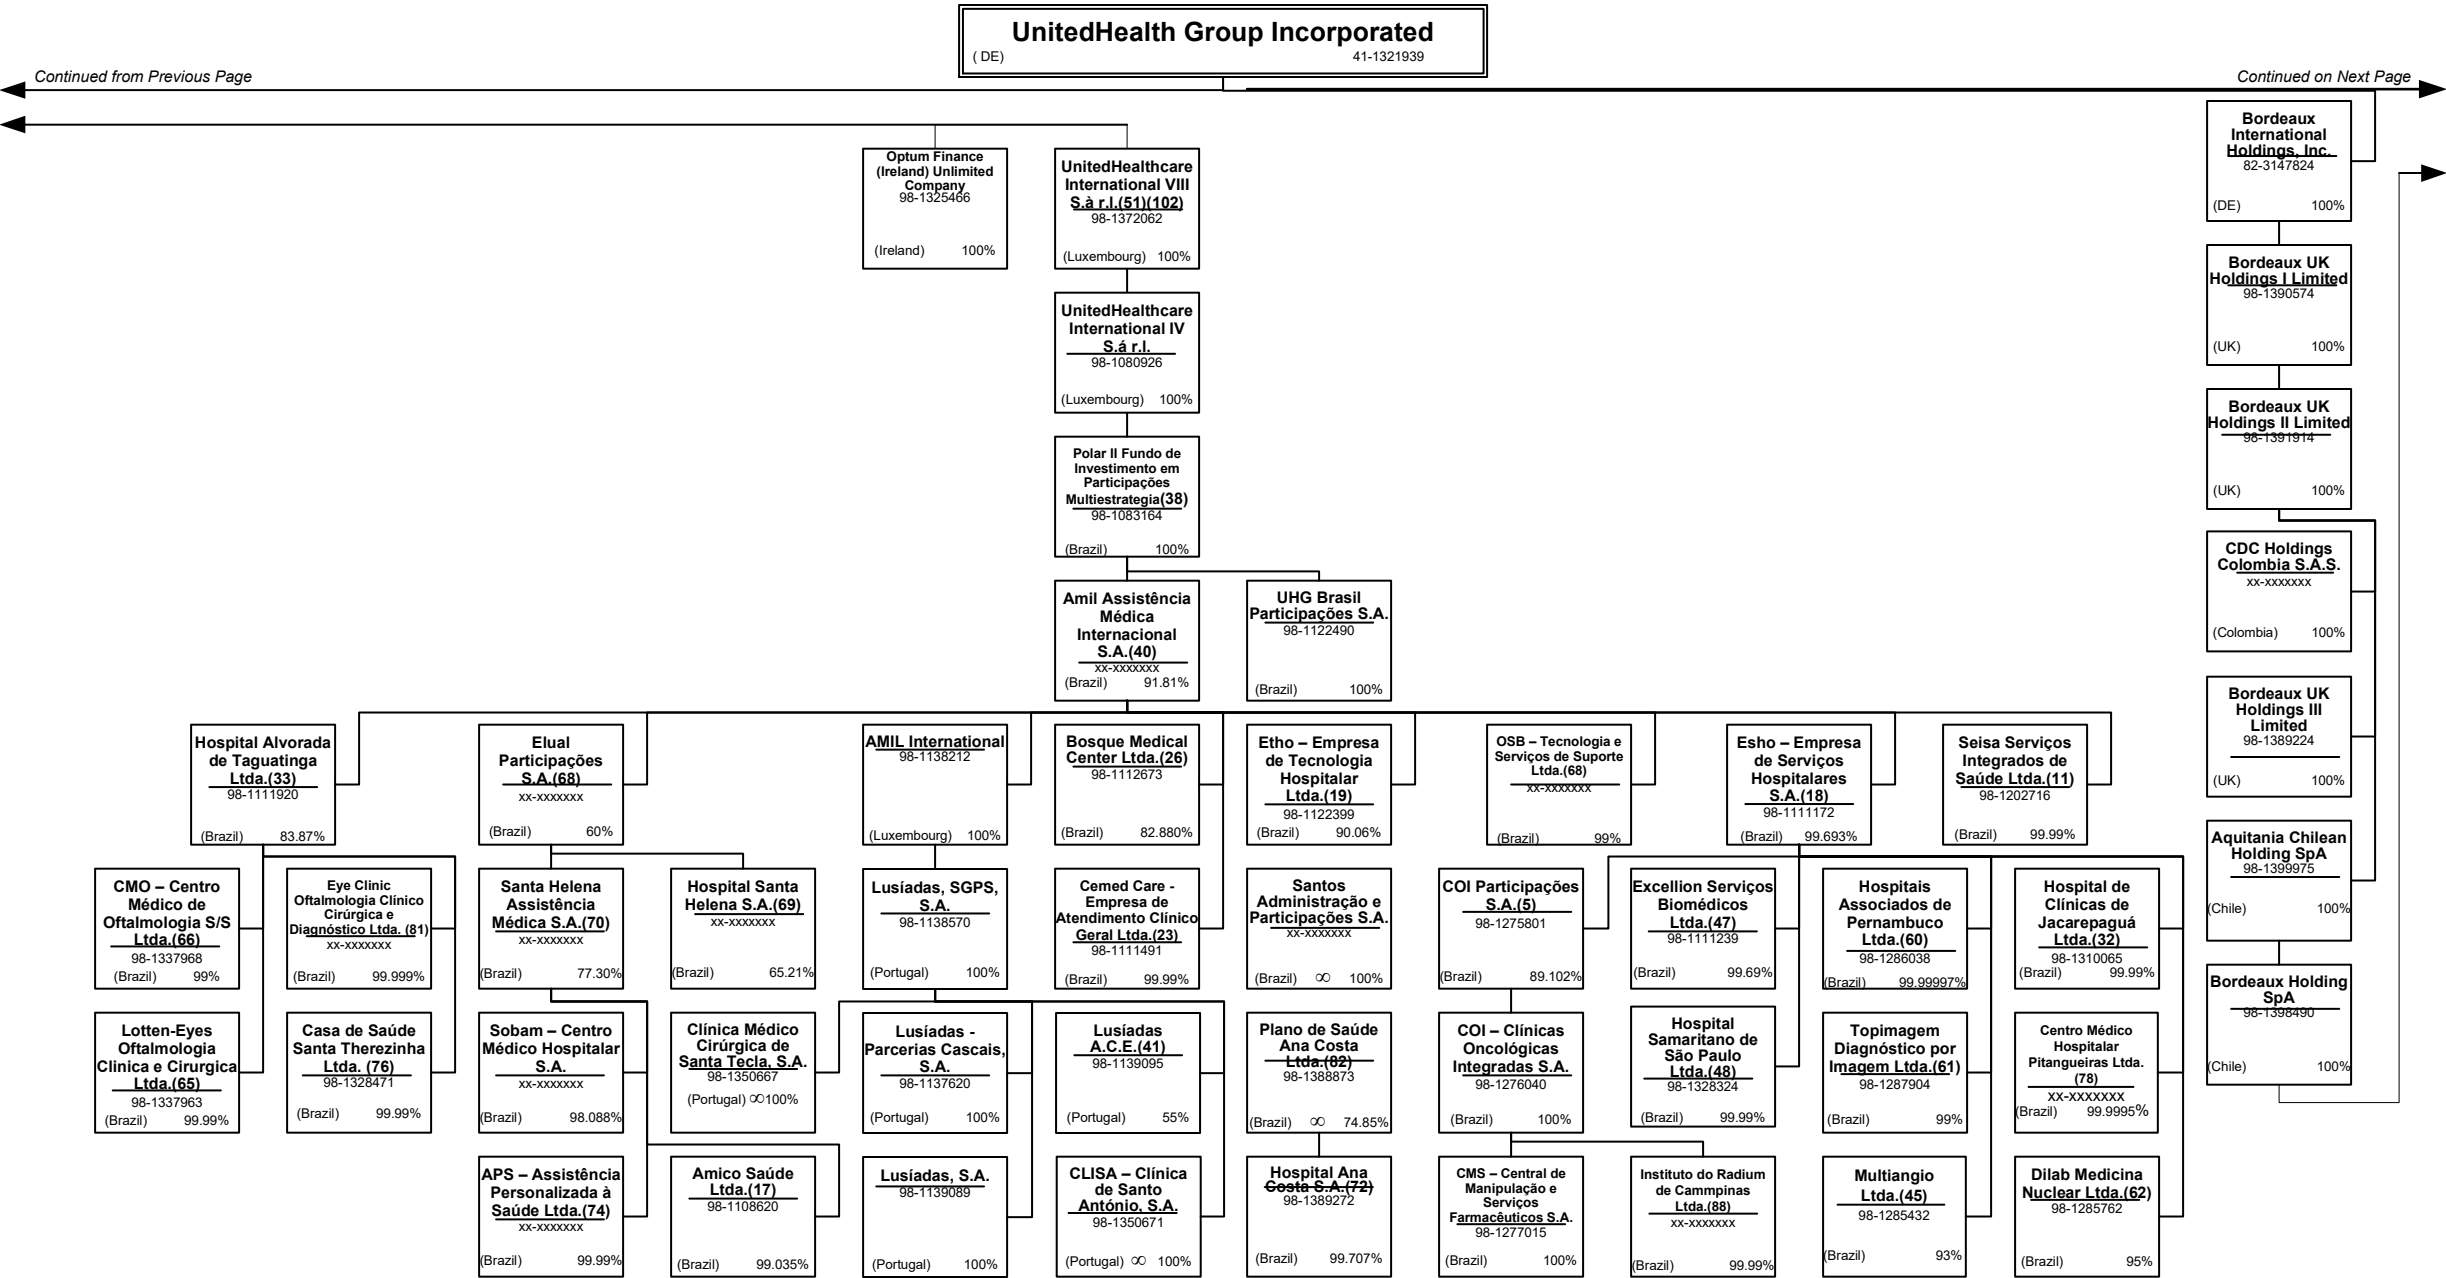 UnitedHealth Group Incorporated
( DE) 41-1321939
Continued from Previous Page
Continued on Next Page
Optum Finance
(Ireland) Unlimited
Company
98-1325466
(Ireland) 100%
UnitedHealthcare
International VIII
S.à r.l.(51)(102)
98-1372062
(Luxembourg) 100%
Bordeaux
International
Holdings, Inc.
82-3147824
(DE) 100%
UnitedHealthcare
International IV
S.á r.l.
98-1080926
(Luxembourg) 100%
Bordeaux UK
Holdings I Limited
98-1390574
(UK) 100%
Polar II Fundo de
Investimento em
Participações
Multiestrategia(38)
98-1083164
(Brazil) 100%
Bordeaux UK
Holdings II Limited
98-1391914
(UK) 100%
Amil Assistência
Médica
Internacional
S.A.(40)
xx-xxxxxxx
(Brazil) 91.81%
UHG Brasil
Participações S.A.
98-1122490
(Brazil) 100%
CDC Holdings
Colombia S.A.S.
xx-xxxxxxx
(Colombia) 100%
Bordeaux UK
Holdings III
Limited
98-1389224
(UK) 100%
Hospital Alvorada
de Taguatinga
Ltda.(33)
98-1111920
(Brazil) 83.87%
Elual
Participações
S.A.(68)
xx-xxxxxxx
(Brazil) 60%
AMIL International
98-1138212
(Luxembourg) 100%
Bosque Medical
Center Ltda.(26)
98-1112673
(Brazil) 82.880%
Etho – Empresa
de Tecnologia
Hospitalar
Ltda.(19)
98-1122399
(Brazil) 90.06%
OSB – Tecnologia e
Serviços de Suporte
Ltda.(68)
xx-xxxxxxx
(Brazil) 99%
Esho – Empresa
de Serviços
Hospitalares
S.A.(18)
98-1111172
(Brazil) 99.693%
Seisa Serviços
Integrados de
Saúde Ltda.(11)
98-1202716
(Brazil) 99.99%
Aquitania Chilean
Holding SpA
98-1399975
(Chile) 100%
CMO – Centro
Médico de
Oftalmologia S/S
Ltda.(66)
98-1337968
(Brazil) 99%
Eye Clinic
Oftalmologia Clínico
Cirúrgica e
Diagnóstico Ltda. (81)
xx-xxxxxxx
(Brazil) 99.999%
Santa Helena
Assistência
Médica S.A.(70)
xx-xxxxxxx
(Brazil) 77.30%
Hospital Santa
Helena S.A.(69)
xx-xxxxxxx
(Brazil) 65.21%
Lusíadas, SGPS,
S.A.
98-1138570
(Portugal) 100%
Cemed Care -
Empresa de
Atendimento Clínico
Geral Ltda.(23)
98-1111491
(Brazil) 99.99%
Santos
Administração e
Participações S.A.
xx-xxxxxxx
(Brazil) ∞ 100%
COI Participações
S.A.(5)
98-1275801
(Brazil) 89.102%
Excellion Serviços
Biomédicos
Ltda.(47)
98-1111239
(Brazil) 99.69%
Hospitais
Associados de
Pernambuco
Ltda.(60)
98-1286038
(Brazil) 99.99997%
Hospital de
Clínicas de
Jacarepaguá
Ltda.(32)
98-1310065
(Brazil) 99.99%
Bordeaux Holding
SpA
98-1398490
(Chile) 100%
Lotten-Eyes
Oftalmologia
Clinica e Cirurgica
Ltda.(65)
98-1337963
(Brazil) 99.99%
Casa de Saúde
Santa Therezinha
Ltda. (76)
98-1328471
(Brazil) 99.99%
Sobam – Centro
Médico Hospitalar
S.A.
xx-xxxxxxx
(Brazil) 98.088%
Clínica Médico
Cirúrgica de
Santa Tecla, S.A.
98-1350667
(Portugal) ∞100%
Lusíadas -
Parcerias Cascais,
S.A.
98-1137620
(Portugal) 100%
Lusíadas
A.C.E.(41)
98-1139095
(Portugal) 55%
Plano de Saúde
Ana Costa
Ltda.(82)
98-1388873
(Brazil) ∞ 74.85%
COI – Clínicas
Oncológicas
Integradas S.A.
98-1276040
(Brazil) 100%
Hospital
Samaritano de
São Paulo
Ltda.(48)
98-1328324
(Brazil) 99.99%
Topimagem
Diagnóstico por
Imagem Ltda.(61)
98-1287904
(Brazil) 99%
Centro Médico
Hospitalar
Pitangueiras Ltda.
(78)
xx-xxxxxxx
(Brazil) 99.9995%
APS – Assistência
Personalizada à
Saúde Ltda.(74)
xx-xxxxxxx
(Brazil) 99.99%
Amico Saúde
Ltda.(17)
98-1108620
(Brazil) 99.035%
Lusíadas, S.A.
98-1139089
(Portugal) 100%
CLISA – Clínica
de Santo
António, S.A.
98-1350671
(Portugal) ∞ 100%
Hospital Ana
Costa S.A.(72)
98-1389272
(Brazil) 99.707%
CMS – Central de
Manipulação e
Serviços
Farmacêuticos S.A.
98-1277015
(Brazil) 100%
Instituto do Radium
de Cammpinas
Ltda.(88)
xx-xxxxxxx
(Brazil) 99.99%
Multiangio
Ltda.(45)
98-1285432
(Brazil) 93%
Dilab Medicina
Nuclear Ltda.(62)
98-1285762
(Brazil) 95%